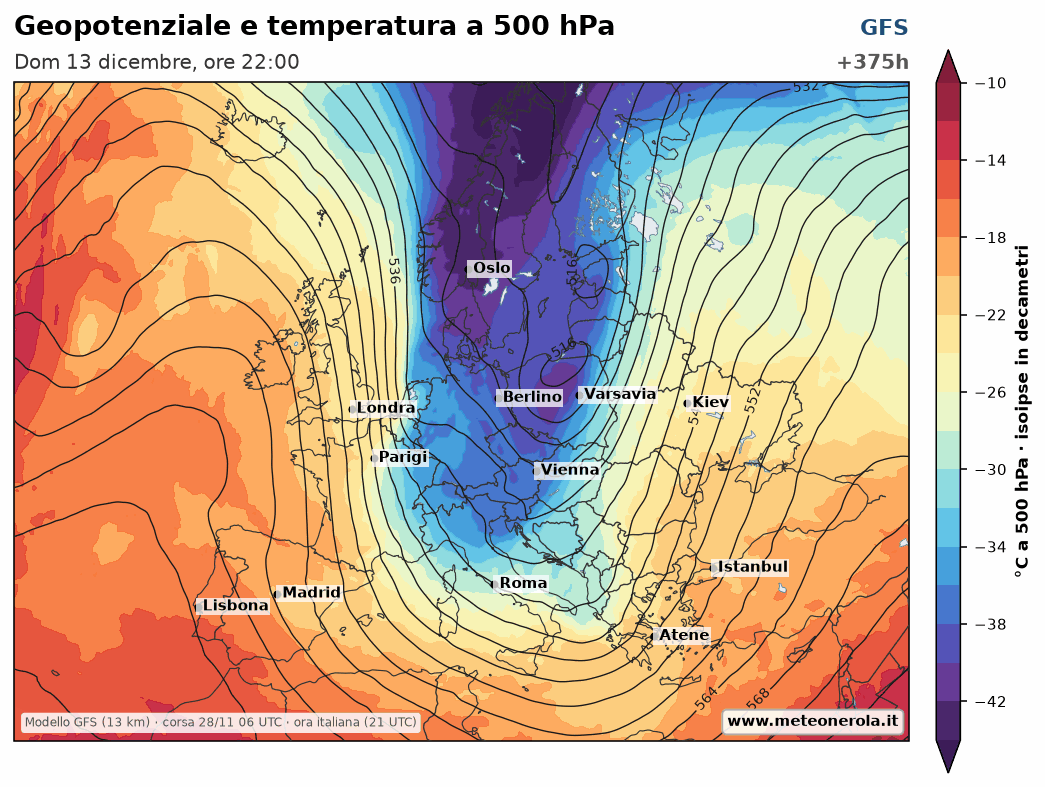 Geopotenziale e temperatura a 500 hPa
GFS
Dom 13 dicembre, ore 22:00
+375h
532
536
516
516
552
564
568
Oslo
Londra
Berlino
Varsavia
Kiev
Parigi
Vienna
Roma
Istanbul
Madrid
Lisbona
Atene
−10
−14
−18
−22
−26
−30
−34
−38
−42
°C a 500 hPa · isoipse in decametri
Modello GFS (13 km) · corsa 28/11 06 UTC · ora italiana (21 UTC)
www.meteonerola.it